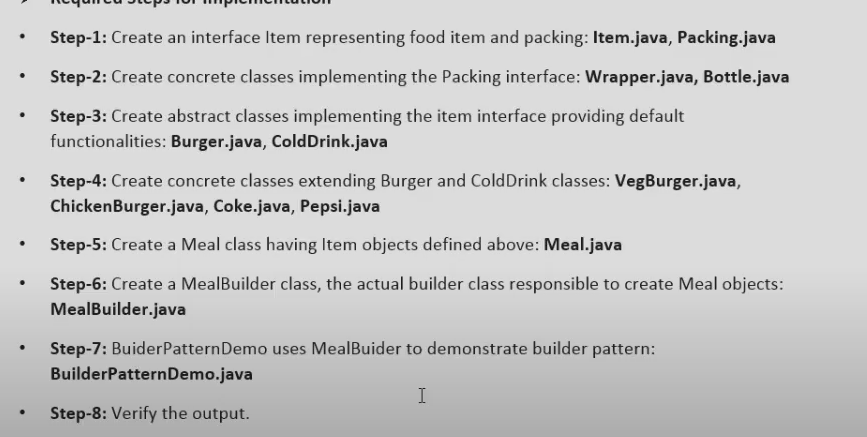 Required Steps for Implementation
• Step-1: Create an interface Item representing food item and packing: Item.java, Packing.java
• Step-2: Create concrete classes implementing the Packing interface: Wrapper.java, Bottle.java
• Step-3: Create abstract classes implementing the item interface providing default
functionalities: Burger.java, ColdDrink.java
• Step-4: Create concrete classes extending Burger and ColdDrink classes: VegBurger.java,
ChickenBurger.java, Coke.java, Pepsi.java
• Step-5: Create a Meal class having Item objects defined above: Meal.java
• Step-6: Create a MealBuilder class, the actual builder class responsible to create Meal objects:
MealBuilder.java
• Step-7: BuiderPatternDemo uses MealBuider to demonstrate builder pattern:
BuilderPatternDemo.java
• Step-8: Verify the output.